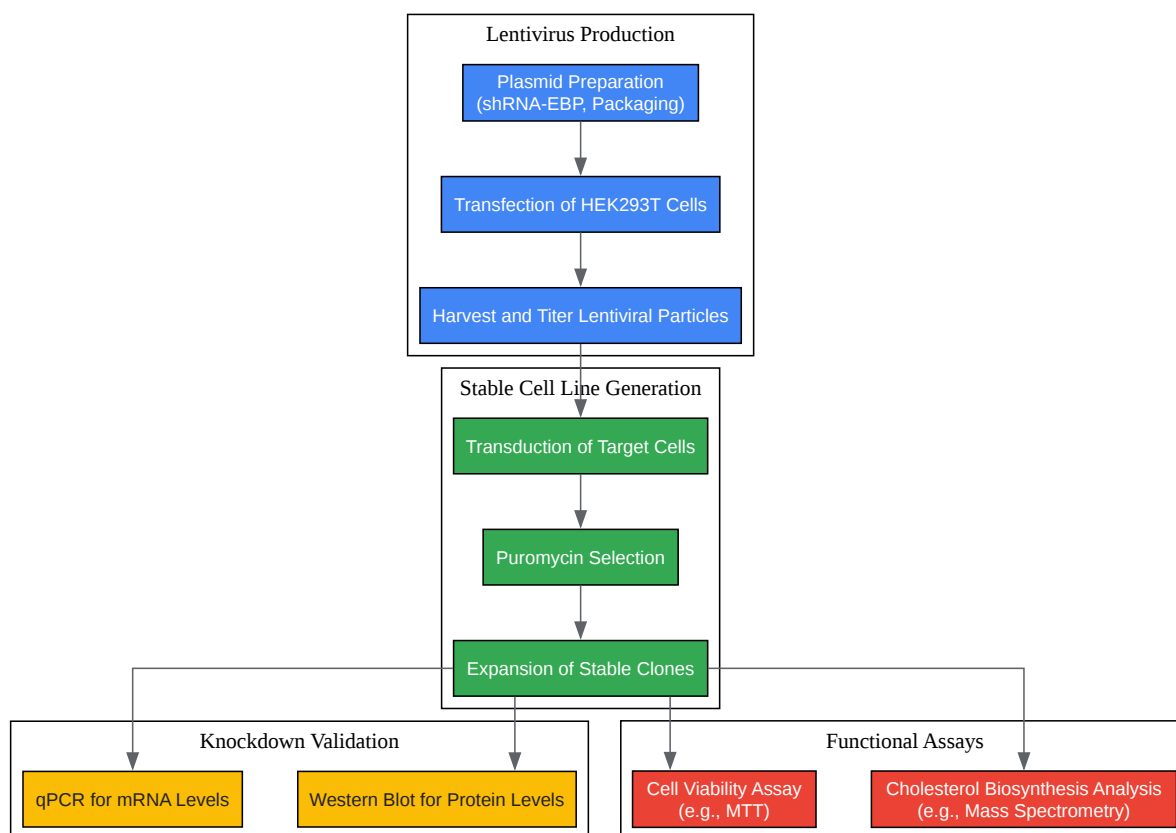 Lentivirus Production
Plasmid Preparation
(shRNA-EBP, Packaging)
Transfection of HEK293T Cells
Harvest and Titer Lentiviral Particles
Stable Cell Line Generation
Transduction of Target Cells
Puromycin Selection
Expansion of Stable Clones
Knockdown Validation
qPCR for mRNA Levels
Western Blot for Protein Levels
Functional Assays
Cell Viability Assay
(e.g., MTT)
Cholesterol Biosynthesis Analysis
(e.g., Mass Spectrometry)